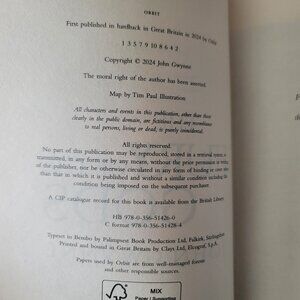 ORBIT
First published in hardback in Great Britain in 2024 by Orbit
1 3 5 7 9 10 8 6 4 2
Copyright © 2024 John Gwynne
The moral right of the author has been asserted.
Map by Tim Paul Illustration
All characters and events in this publication, other than those
clearly in the public domain, are fictitious and any resemblance
to real persons, living or dead, is purely coincidental.
All rights reserved.
No part of this publication may be reproduced, stored in a retrieval system, or
transmitted, in any form or by any means, without the prior permission in writing
of the publisher, nor be otherwise circulated in any form of binding or cover other
than that in which it is published and without a similar condition including this
condition being imposed on the subsequent purchaser.
A CIP catalogue record for this book is available from the British Library.
HB 978-0-356-51426-0
C format 978-0-356-51428-4
Typeset in Bembo by Palimpsest Book Production Ltd, Falkirk, Stirlingshire
Printed and bound in Great Britain by Clays Ltd, Elcograf, S.p.A.
Papers used by Orbit are from well-managed forests
and other responsible sources.
FSC
MIX
Paper | Supporting